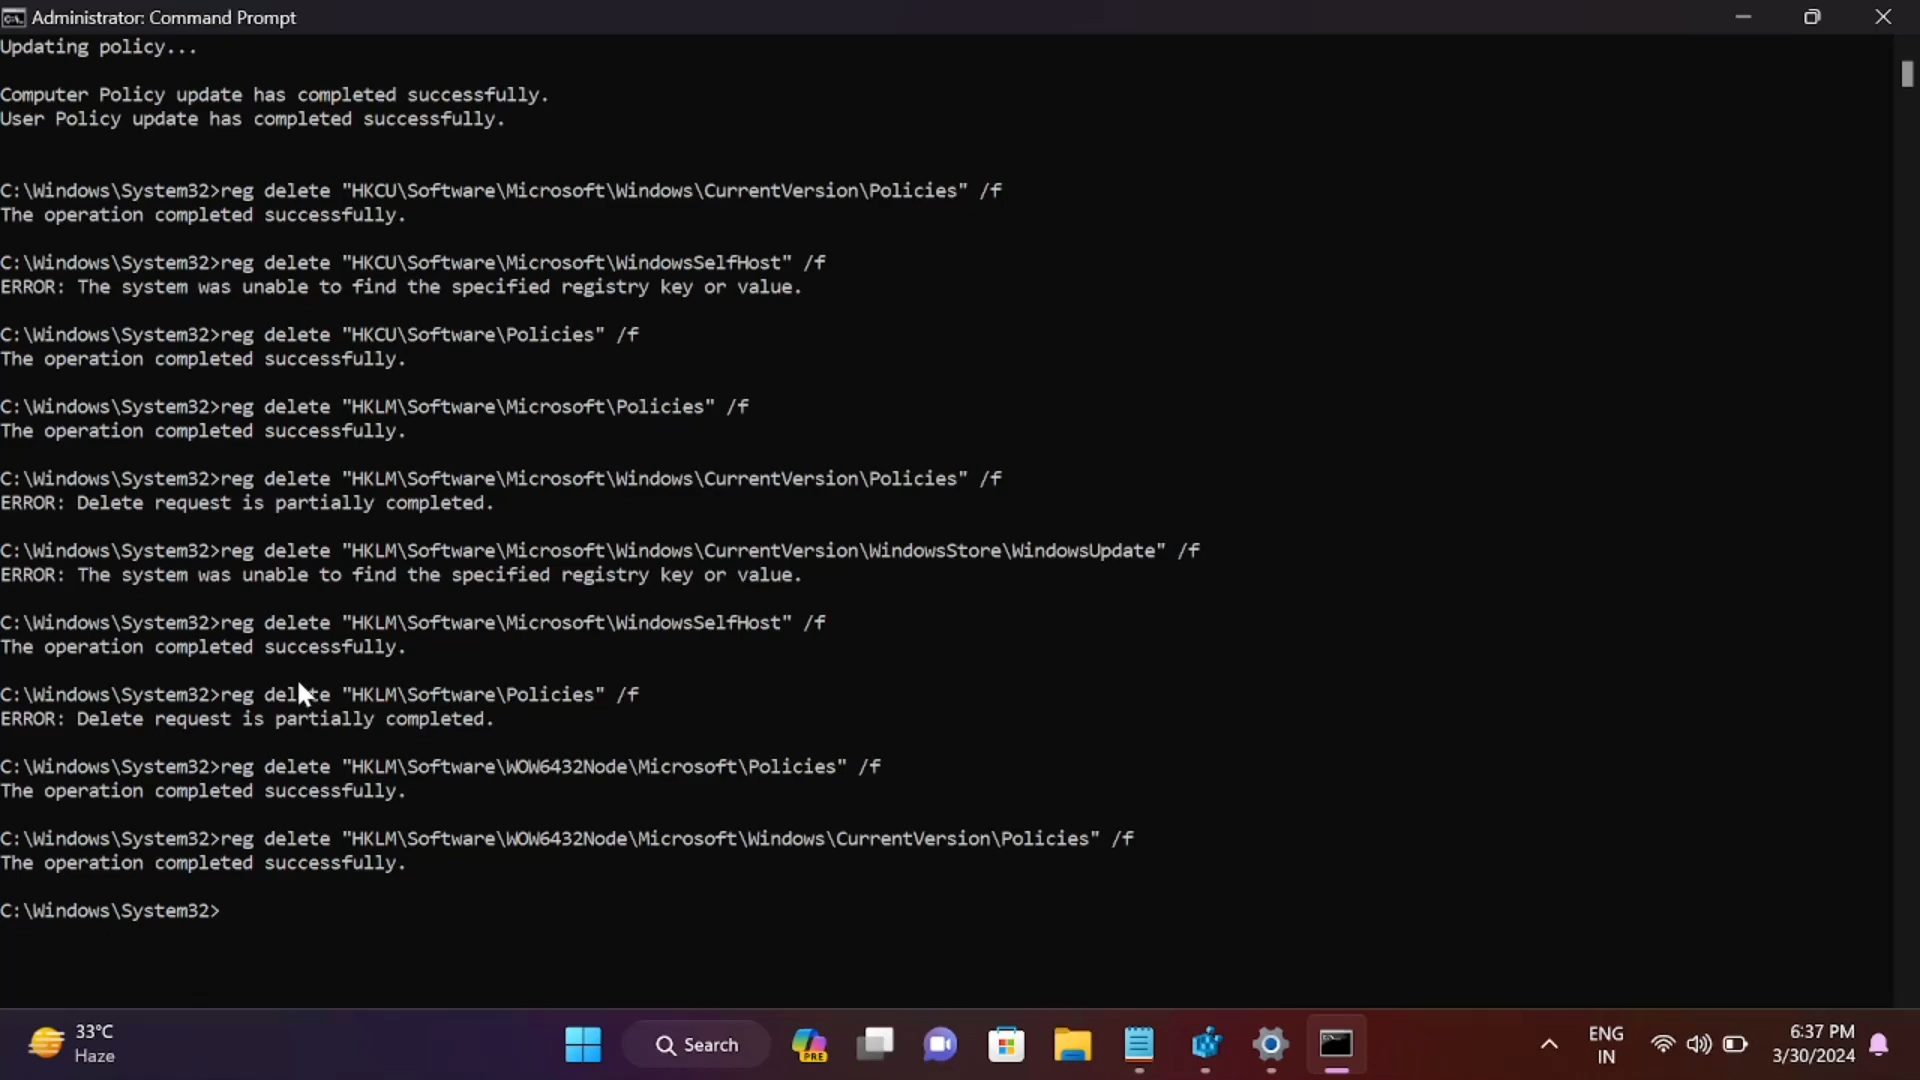 Administrator: Command Prompt
Updating policy...
Computer Policy update has completed successfully.
User Policy update has completed successfully.
C:\Windows\System32>reg delete "HKCU\Software\Microsoft\Windows\CurrentVersion\Policies" /f
The operation completed successfully.
C:\Windows\System32>reg delete "HKCU\Software\Microsoft\WindowsSelfHost" /f
ERROR: The system was unable to find the specified registry key or value.
C:\Windows\System32>reg delete "HKCU\Software\Policies" /f
The operation completed successfully.
C:\Windows\System32>reg delete "HKLM\Software\Microsoft\Policies" /f
The operation completed successfully.
C:\Windows\System32>reg delete "HKLM\Software\Microsoft\Windows\CurrentVersion\Policies" /f
ERROR: Delete request is partially completed.
C:\Windows\System32>reg delete "HKLM\Software\Microsoft\Windows\CurrentVersion\WindowsStore\WindowsUpdate" /f
ERROR: The system was unable to find the specified registry key or value.
C:\Windows\System32>reg delete "HKLM\Software\Microsoft\WindowsSelfHost" /f
The operation completed successfully.
C:\Windows\System32>reg delete "HKLM\Software\Policies" /f
ERROR: Delete request is partially completed.
C:\Windows\System32>reg delete "HKLM\Software\WOW6432Node\Microsoft\Policies" /f
The operation completed successfully.
C:\Windows\System32>reg delete "HKLM\Software\WOW6432Node\Microsoft\Windows\CurrentVersion\Policies" /f
The operation completed successfully.
C:\Windows\System32>
33°C
Haze
Search
PRE
ENG
IN
6:37 PM
3/30/2024